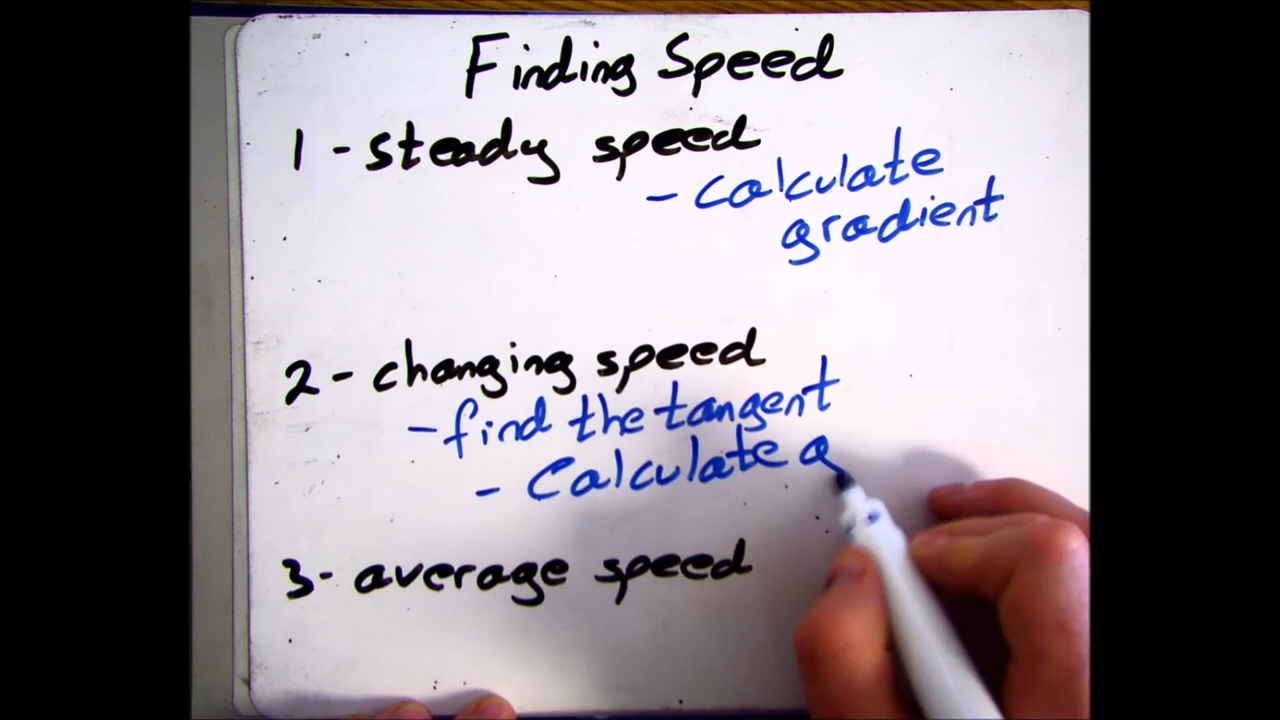 Finding Speed
1 - steady speed
- calculate
gradient
2 - changing speed
- find the tangent
- Calculate g
3 - average speed